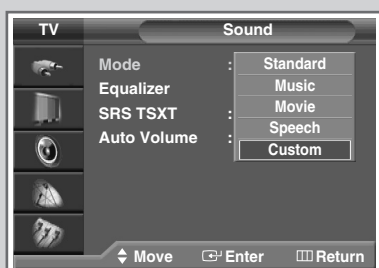 TV Sound
Mode : Standard
Equalizer Music
SRS TSXT : Movie
Speech
Auto Volume : Custom
Move Enter Return